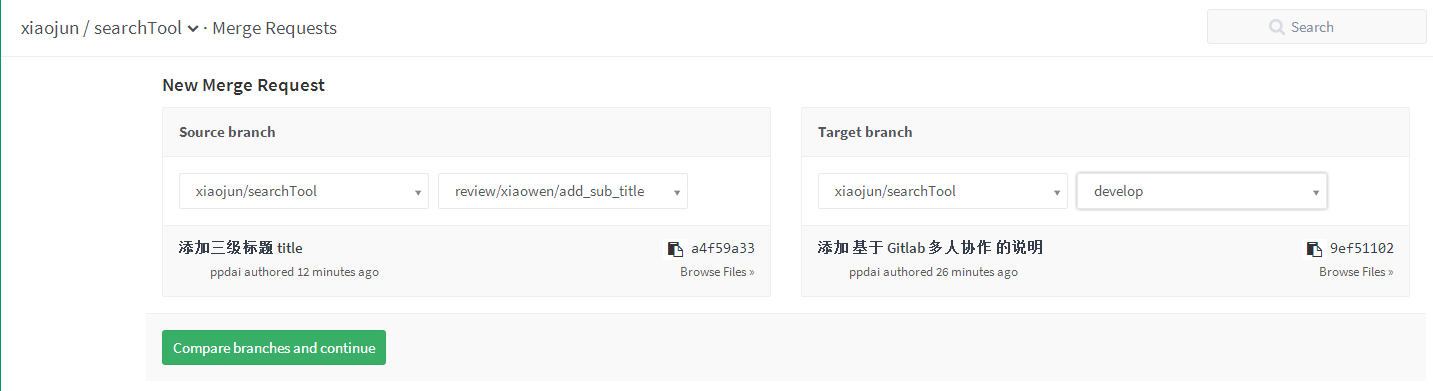 xiaojun / searchTool · Merge Requests
Search
New Merge Request
Source branch
xiaojun/searchTool
review/xiaowen/add_sub_title
添加三级标题 title
a4f59a33
ppdai authored 12 minutes ago
Browse Files »
Target branch
xiaojun/searchTool
develop
添加 基于 Gitlab 多人协作 的说明
9ef51102
ppdai authored 26 minutes ago
Browse Files »
Compare branches and continue